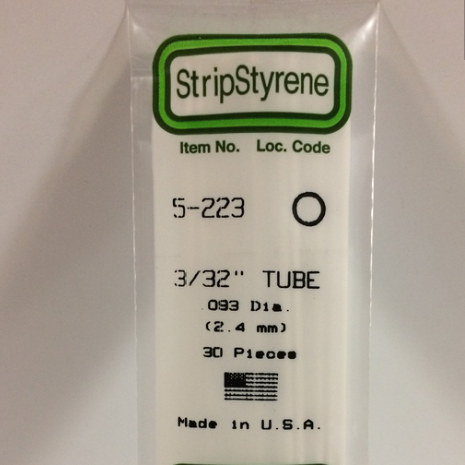 StripStyrene
Item No. Loc. Code
5-223
3/32" TUBE
.093 Dia.
(2.4 mm)
30 Pieces
Made in U.S.A.